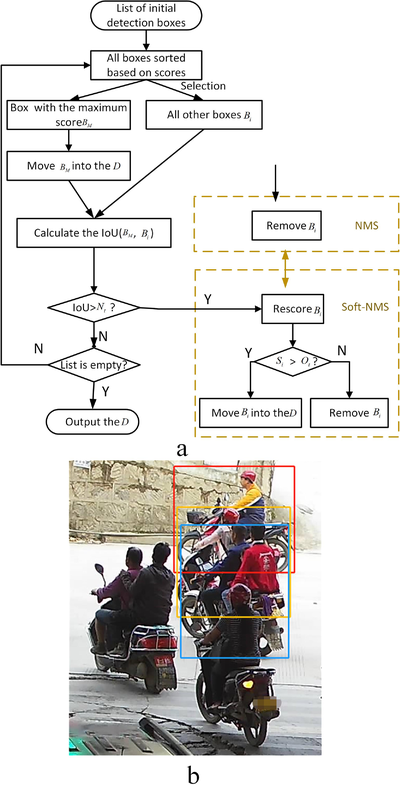 List of initial
detection boxes
All boxes sorted
based on scores
Selection
Box with the maximum
score B_M
All other boxes B_i
Move B_M into the D
Calculate the IoU(B_M, B_i)
Remove B_i
NMS
IoU>N_t ?
Y
Rescore B_i
Soft-NMS
N
N
List is empty?
Y
S_i > O_t ?
N
Y
Move B_i into the D
Remove B_i
Output the D
a
b